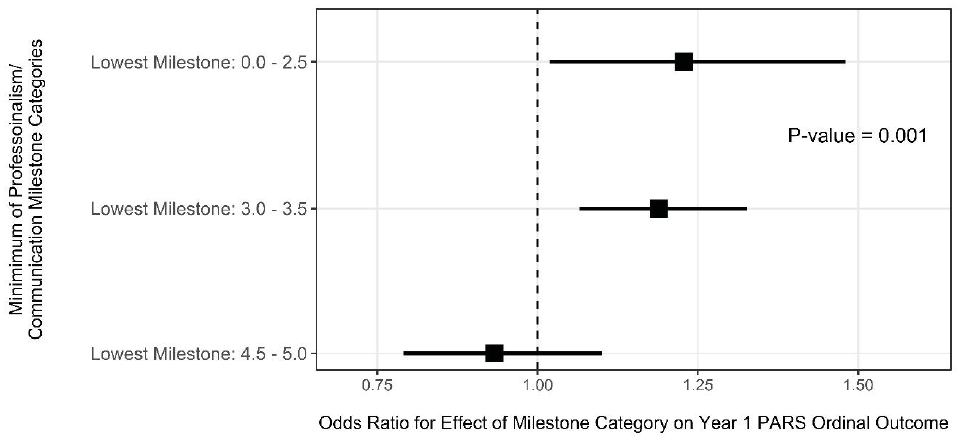 Minimimum of Professoinalism/
Communication Milestone Categories
Lowest Milestone: 0.0 - 2.5
P-value = 0.001
Lowest Milestone: 3.0 - 3.5
Lowest Milestone: 4.5 - 5.0
0.75 1.00 1.25 1.50
Odds Ratio for Effect of Milestone Category on Year 1 PARS Ordinal Outcome